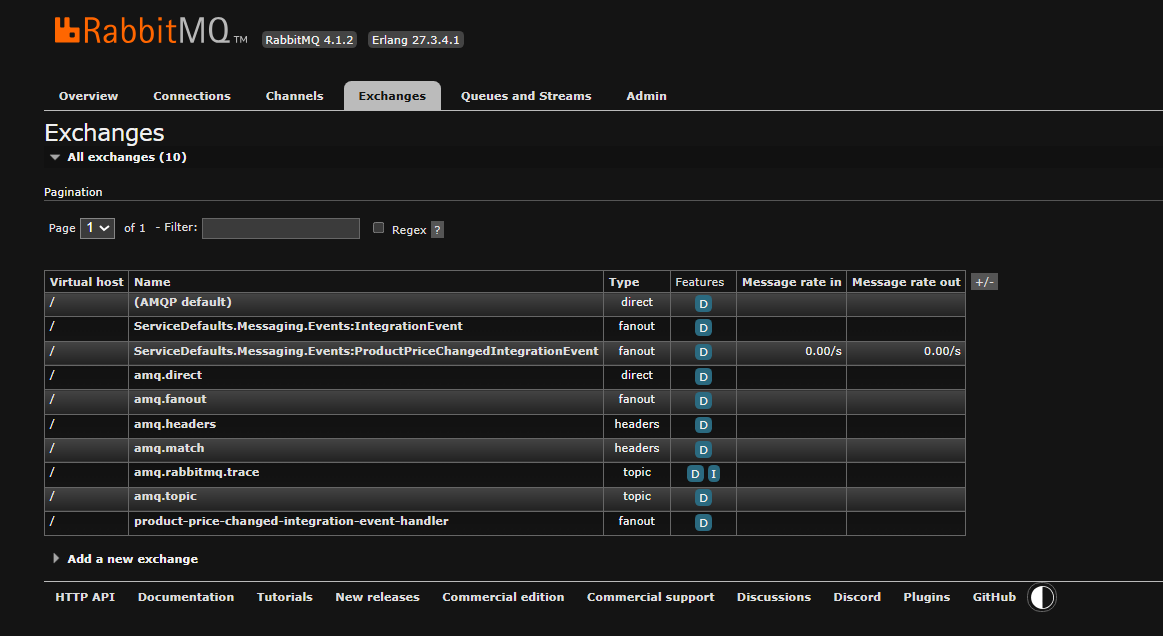 RabbitMQ TM RabbitMQ 4.1.2 Erlang 27.3.4.1
Overview Connections Channels Exchanges Queues and Streams Admin
Exchanges
All exchanges (10)
Pagination
Page 1 of 1 - Filter: Regex ?
Virtual host Name Type Features Message rate in Message rate out +/-
/ (AMQP default) direct D
/ ServiceDefaults.Messaging.Events:IntegrationEvent fanout D
/ ServiceDefaults.Messaging.Events:ProductPriceChangedIntegrationEvent fanout D 0.00/s 0.00/s
/ amq.direct direct D
/ amq.fanout fanout D
/ amq.headers headers D
/ amq.match headers D
/ amq.rabbitmq.trace topic D I
/ amq.topic topic D
/ product-price-changed-integration-event-handler fanout D
Add a new exchange
HTTP API Documentation Tutorials New releases Commercial edition Commercial support Discussions Discord Plugins GitHub